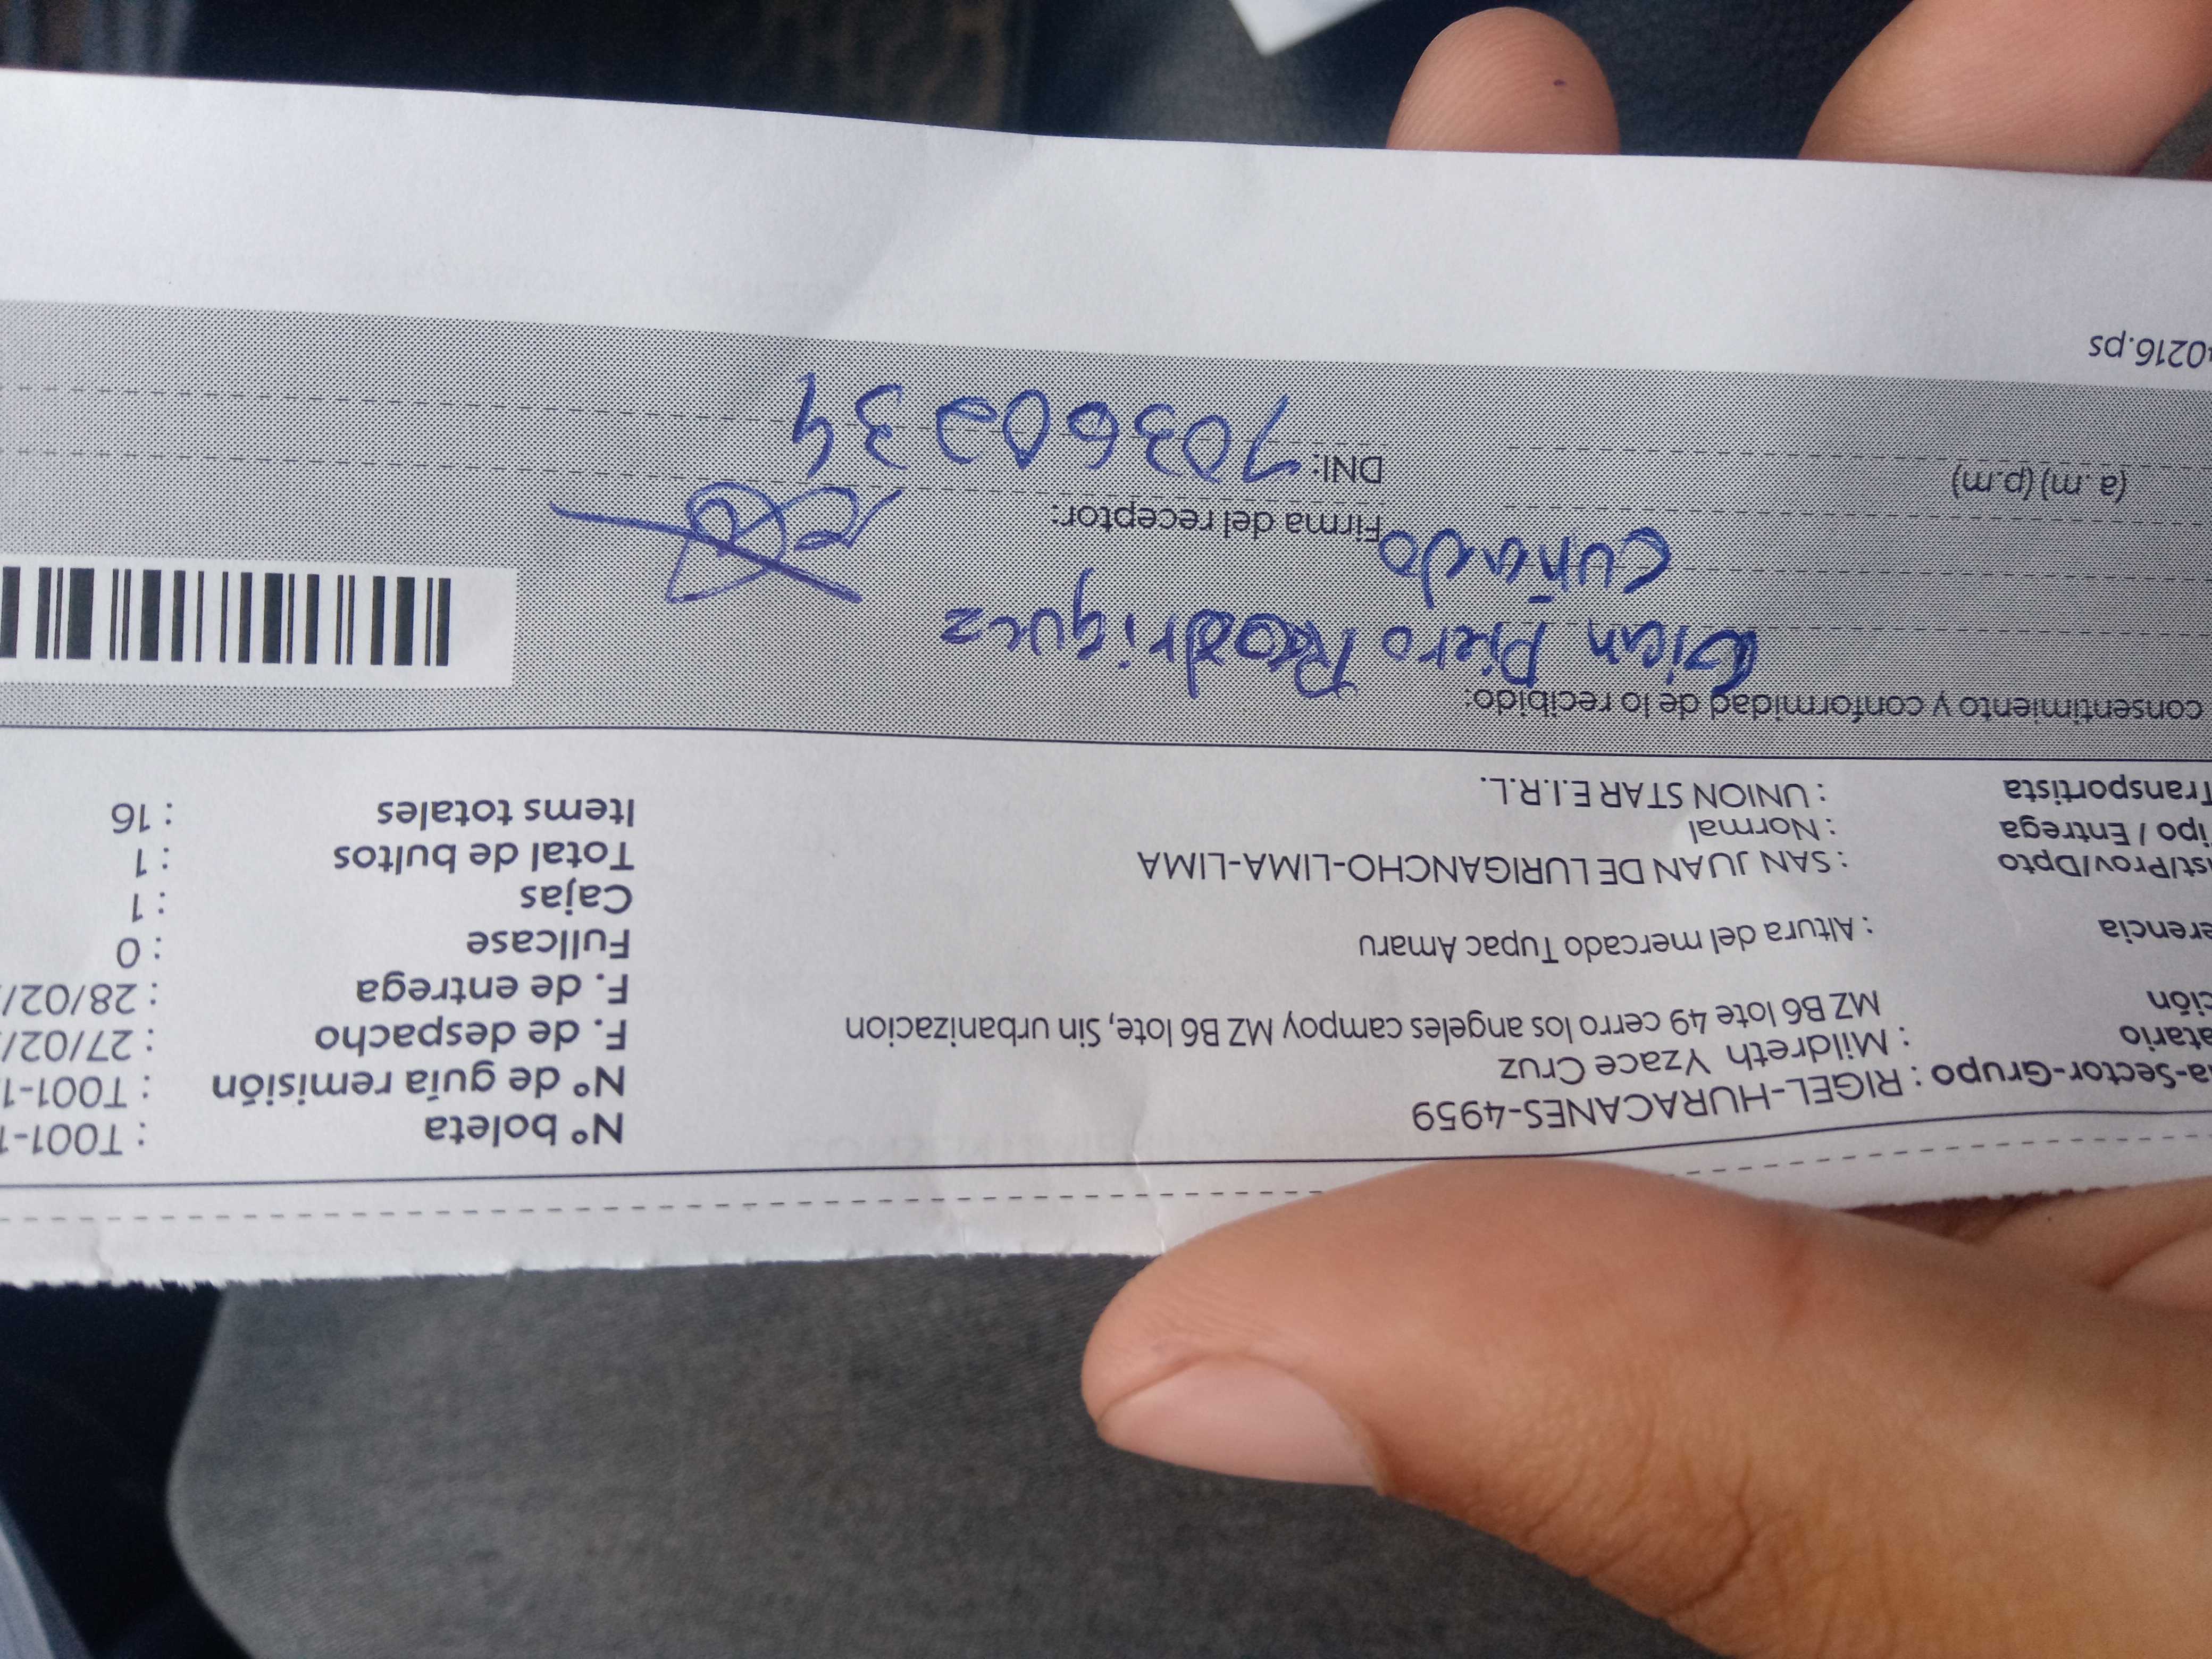 Nº boleta : T001-1
a-Sector-Grupo : RIGEL-HURACANES-4959 Nº de guía remisión : T001-1
atario : Mildreth Yzace Cruz F. de despacho : 27/02/
ción MZ B6 lote 49 cerro los angeles campoy MZ B6 lote, Sin urbanizacion F. de entrega : 28/02/
erencia : Altura del mercado Tupac Amaru Fullcase : 0
Cajas : 1
st/Prov/Dpto : SAN JUAN DE LURIGANCHO-LIMA-LIMA Total de bultos : 1
ipo / Entrega : Normal Items totales : 16
Transportista : UNION STAR E.I.R.L.
consentimiento y conformidad de lo recibido:
Gian Piero Rodriguez
cuñado
Firma del receptor:
(a.m) (p.m) DNI: 70360234
0216.ps